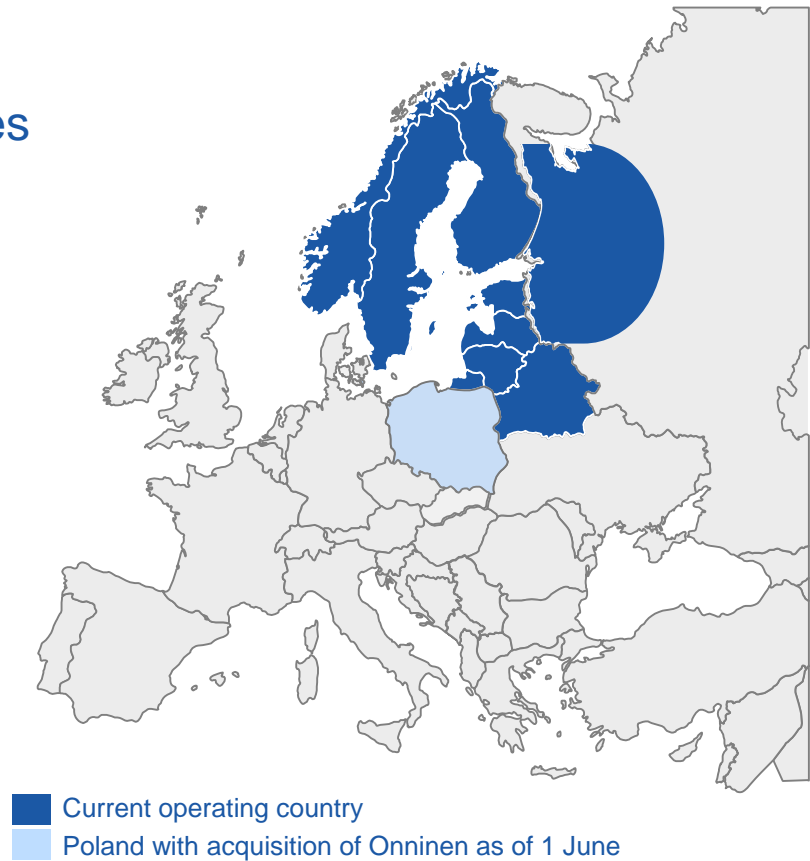 es
Current operating country
Poland with acquisition of Onninen as of 1 June